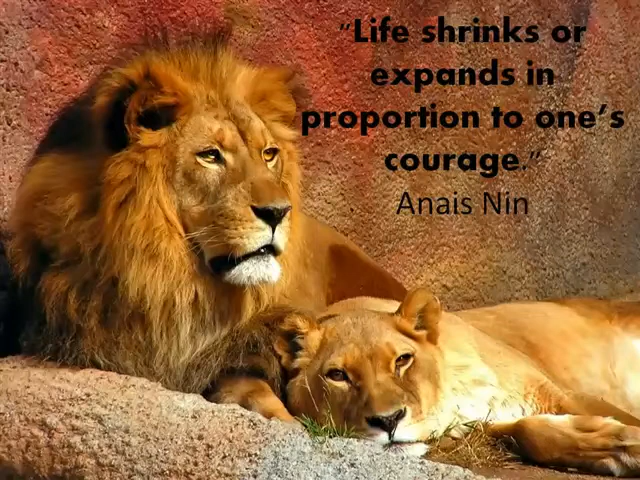 "Life shrinks or
expands in
proportion to one's
courage."
Anais Nin